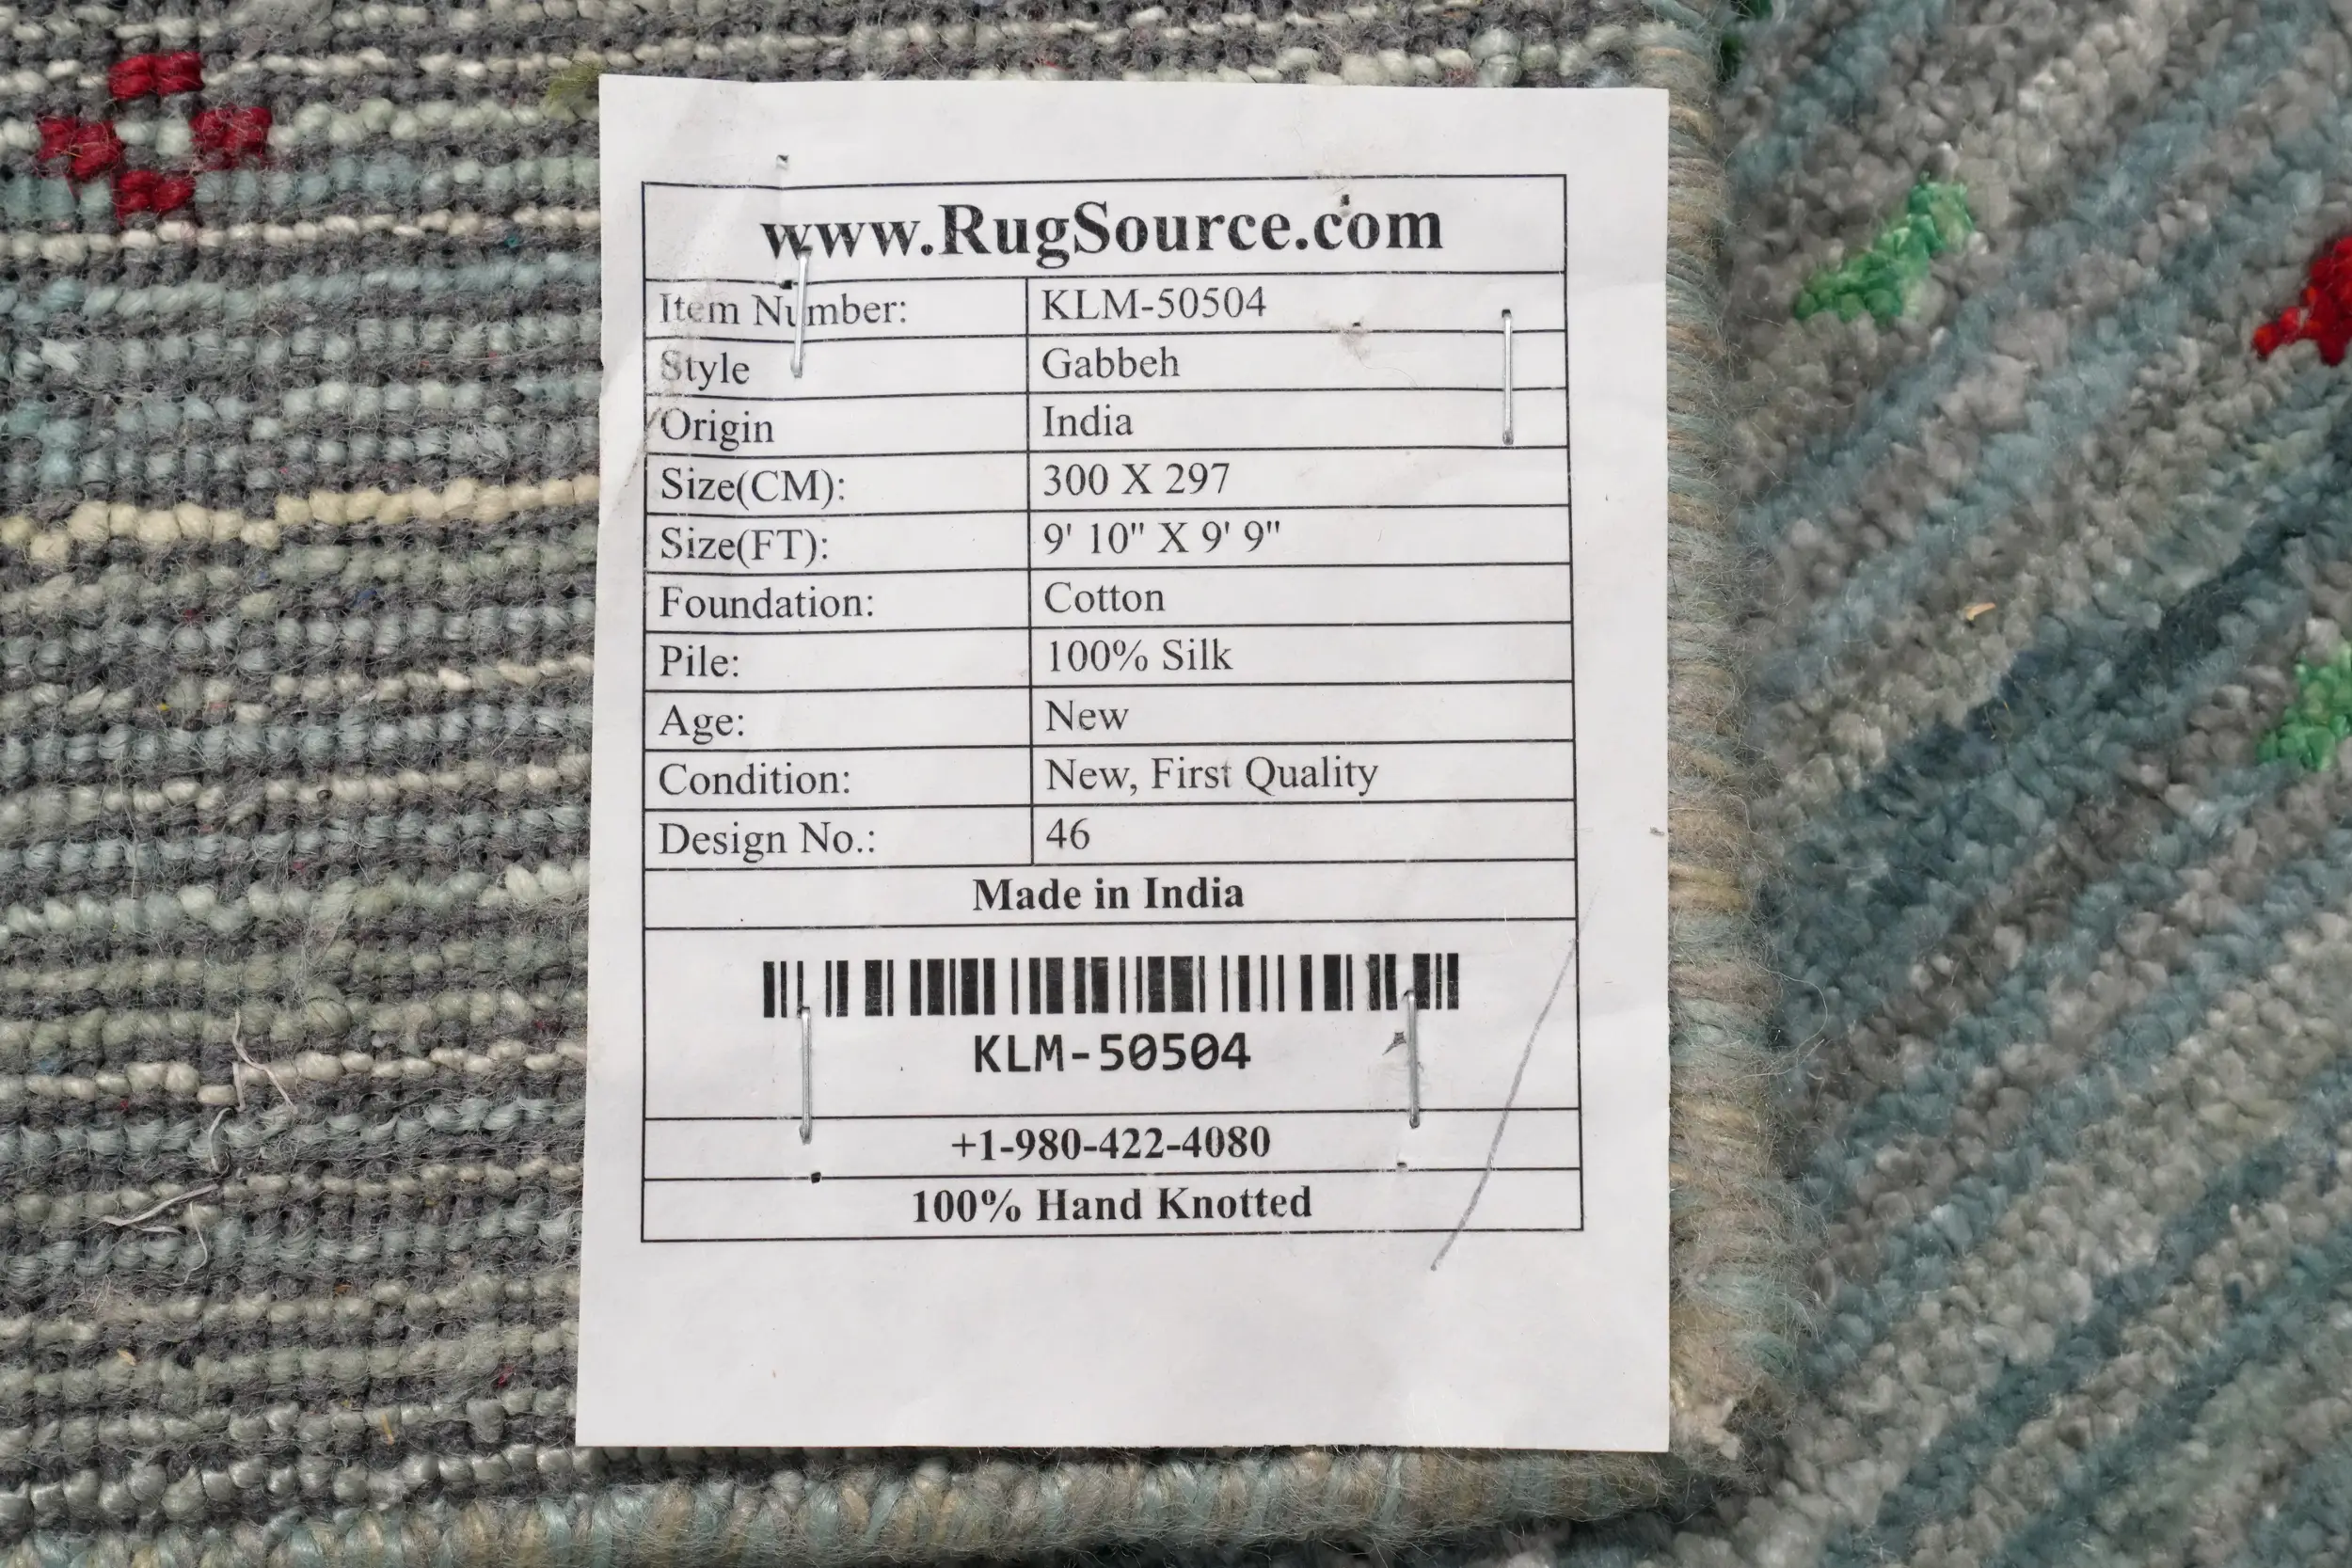 www.RugSource.com
Item Number: KLM-50504
Style Gabbeh
Origin India
Size(CM): 300 X 297
Size(FT): 9' 10" X 9' 9"
Foundation: Cotton
Pile: 100% Silk
Age: New
Condition: New, First Quality
Design No.: 46
Made in India
KLM-50504
+1-980-422-4080
100% Hand Knotted